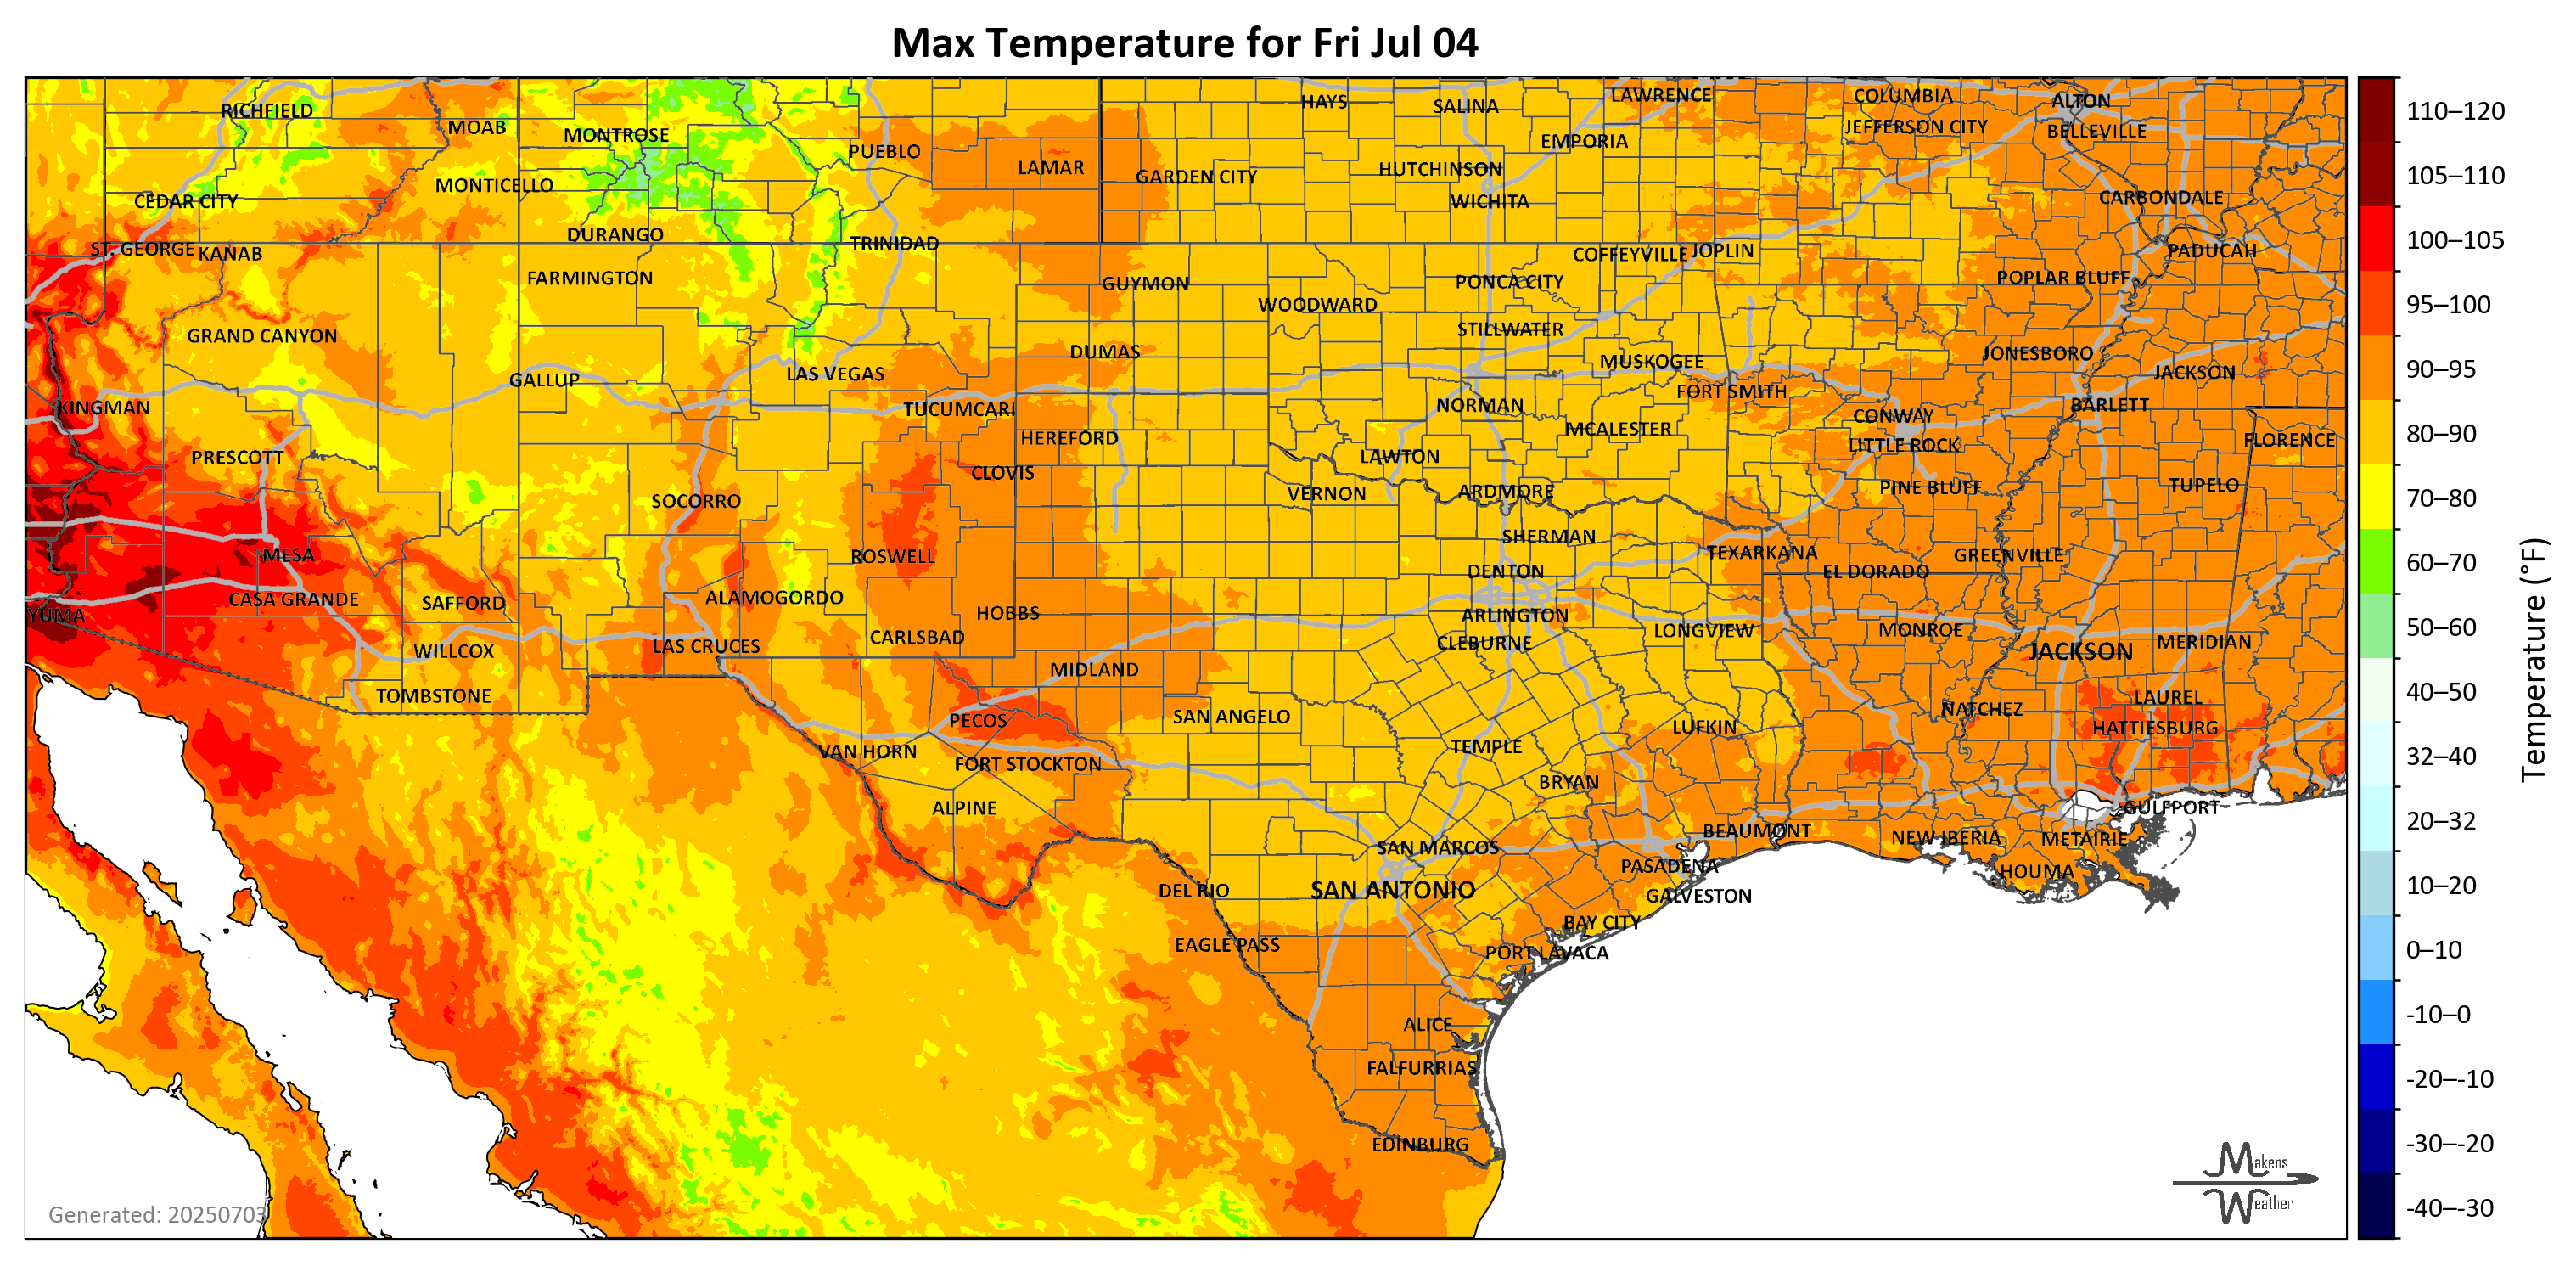 Max Temperature for Fri Jul 04
RICHFIELD
MOAB
MONTROSE
PUEBLO
LAMAR
HAYS
SALINA
LAWRENCE
COLUMBIA
ALTON
JEFFERSON CITY
BELLEVILLE
EMPORIA
GARDEN CITY
HUTCHINSON
MONTICELLO
CEDAR CITY
WICHITA
CARBONDALE
DURANGO
TRINIDAD
ST. GEORGE
KANAB
COFFEYVILLE
JOPLIN
PADUCAH
FARMINGTON
GUYMON
PONCA CITY
POPLAR BLUFF
WOODWARD
GRAND CANYON
STILLWATER
DUMAS
JONESBORO
MUSKOGEE
GALLUP
LAS VEGAS
JACKSON
FORT SMITH
KINGMAN
TUCUMCARI
NORMAN
CONWAY
BARLETT
HEREFORD
MCALESTER
LITTLE ROCK
FLORENCE
PRESCOTT
CLOVIS
LAWTON
SOCORRO
VERNON
ARDMORE
PINE BLUFF
TUPELO
SHERMAN
MESA
ROSWELL
TEXARKANA
GREENVILLE
DENTON
EL DORADO
CASA GRANDE
SAFFORD
ALAMOGORDO
HOBBS
YUMA
ARLINGTON
LAS CRUCES
CARLSBAD
CLEBURNE
LONGVIEW
MONROE
WILLCOX
JACKSON
MERIDIAN
MIDLAND
TOMBSTONE
LAUREL
PECOS
SAN ANGELO
LUFKIN
NATCHEZ
HATTIESBURG
VAN HORN
FORT STOCKTON
TEMPLE
BRYAN
ALPINE
GULFPORT
BEAUMONT
SAN MARCOS
NEW IBERIA
METAIRIE
PASADENA
HOUMA
DEL RIO
SAN ANTONIO
GALVESTON
BAY CITY
EAGLE PASS
PORT LAVACA
ALICE
FALFURRIAS
EDINBURG
Generated: 20250703
Makens
Weather
110–120
105–110
100–105
95–100
90–95
80–90
70–80
60–70
50–60
40–50
32–40
20–32
10–20
0–10
-10–0
-20–-10
-30–-20
-40–-30
Temperature (°F)